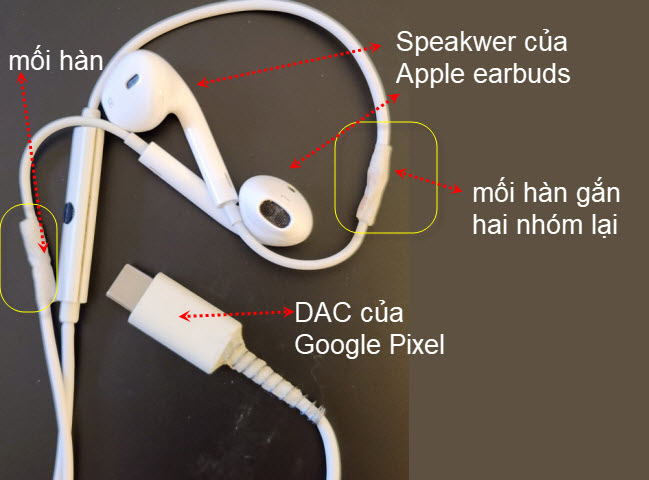 mối hàn
Speakwer của
Apple earbuds
mối hàn gắn
hai nhóm lại
DAC của
Google Pixel